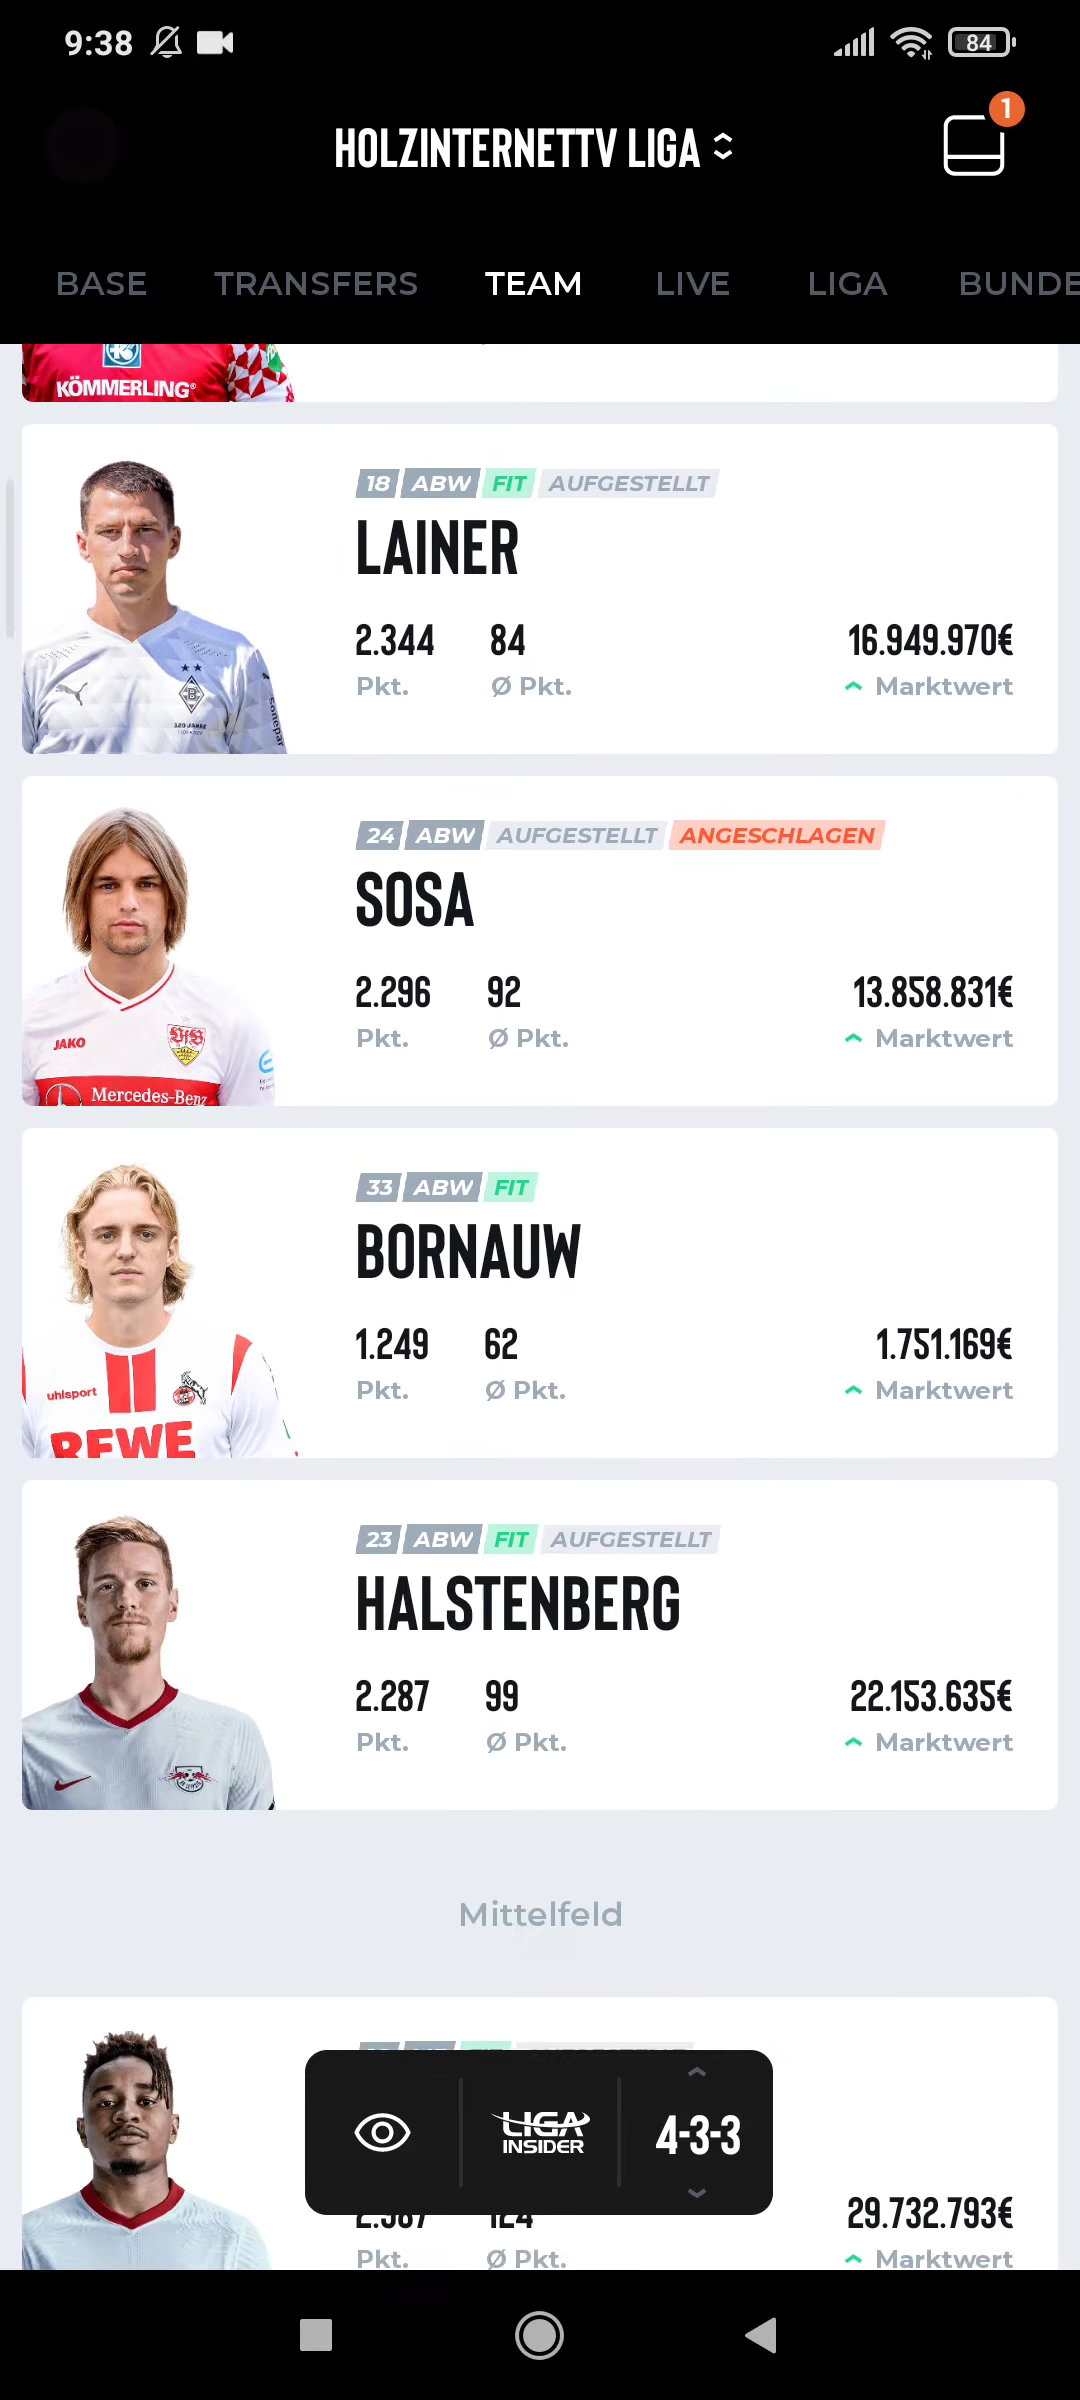 9:38
84
HOLZINTERNETTV LIGA
1
BASE TRANSFERS TEAM LIVE LIGA BUNDE
KÖMMERLING®
18 ABW FIT AUFGESTELLT
LAINER
2.344 84 16.949.970€
Pkt. Ø Pkt. Marktwert
Sonepar
24 ABW AUFGESTELLT ANGESCHLAGEN
SOSA
2.296 92 13.858.831€
Pkt. Ø Pkt. Marktwert
JAKO
VfB
Mercedes-Benz
33 ABW FIT
BORNAUW
1.249 62 1.751.169€
Pkt. Ø Pkt. Marktwert
uhlsport
REWE
23 ABW FIT AUFGESTELLT
HALSTENBERG
2.287 99 22.153.635€
Pkt. Ø Pkt. Marktwert
Mittelfeld
LIGA
INSIDER
4-3-3
29.732.793€
Pkt. Ø Pkt. Marktwert